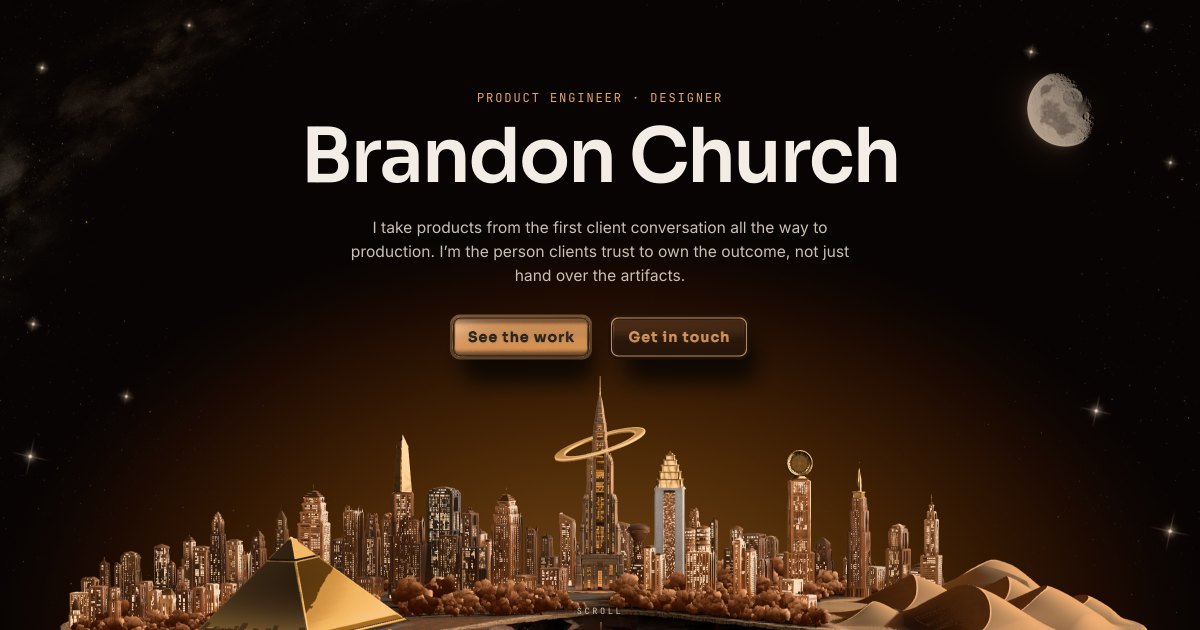 PRODUCT ENGINEER · DESIGNER
Brandon Church
I take products from the first client conversation all the way to
production. I’m the person clients trust to own the outcome, not just
hand over the artifacts.
See the work
Get in touch
SCROLL